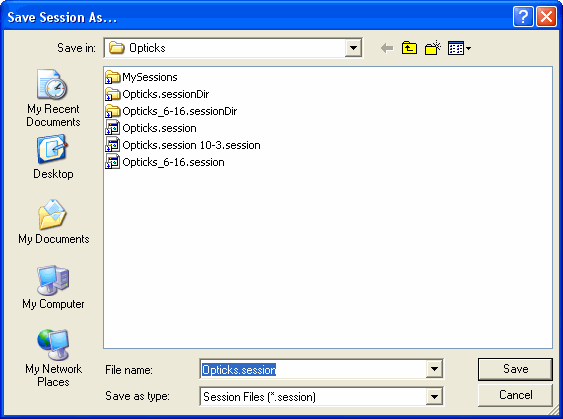 Save Session As...
Save in: Opticks
My Recent
Documents
Desktop
My Documents
My Computer
My Network
Places
MySessions
Opticks.sessionDir
Opticks_6-16.sessionDir
Opticks.session
Opticks.session 10-3.session
Opticks_6-16.session
File name: Opticks.session Save
Save as type: Session Files (*.session) Cancel